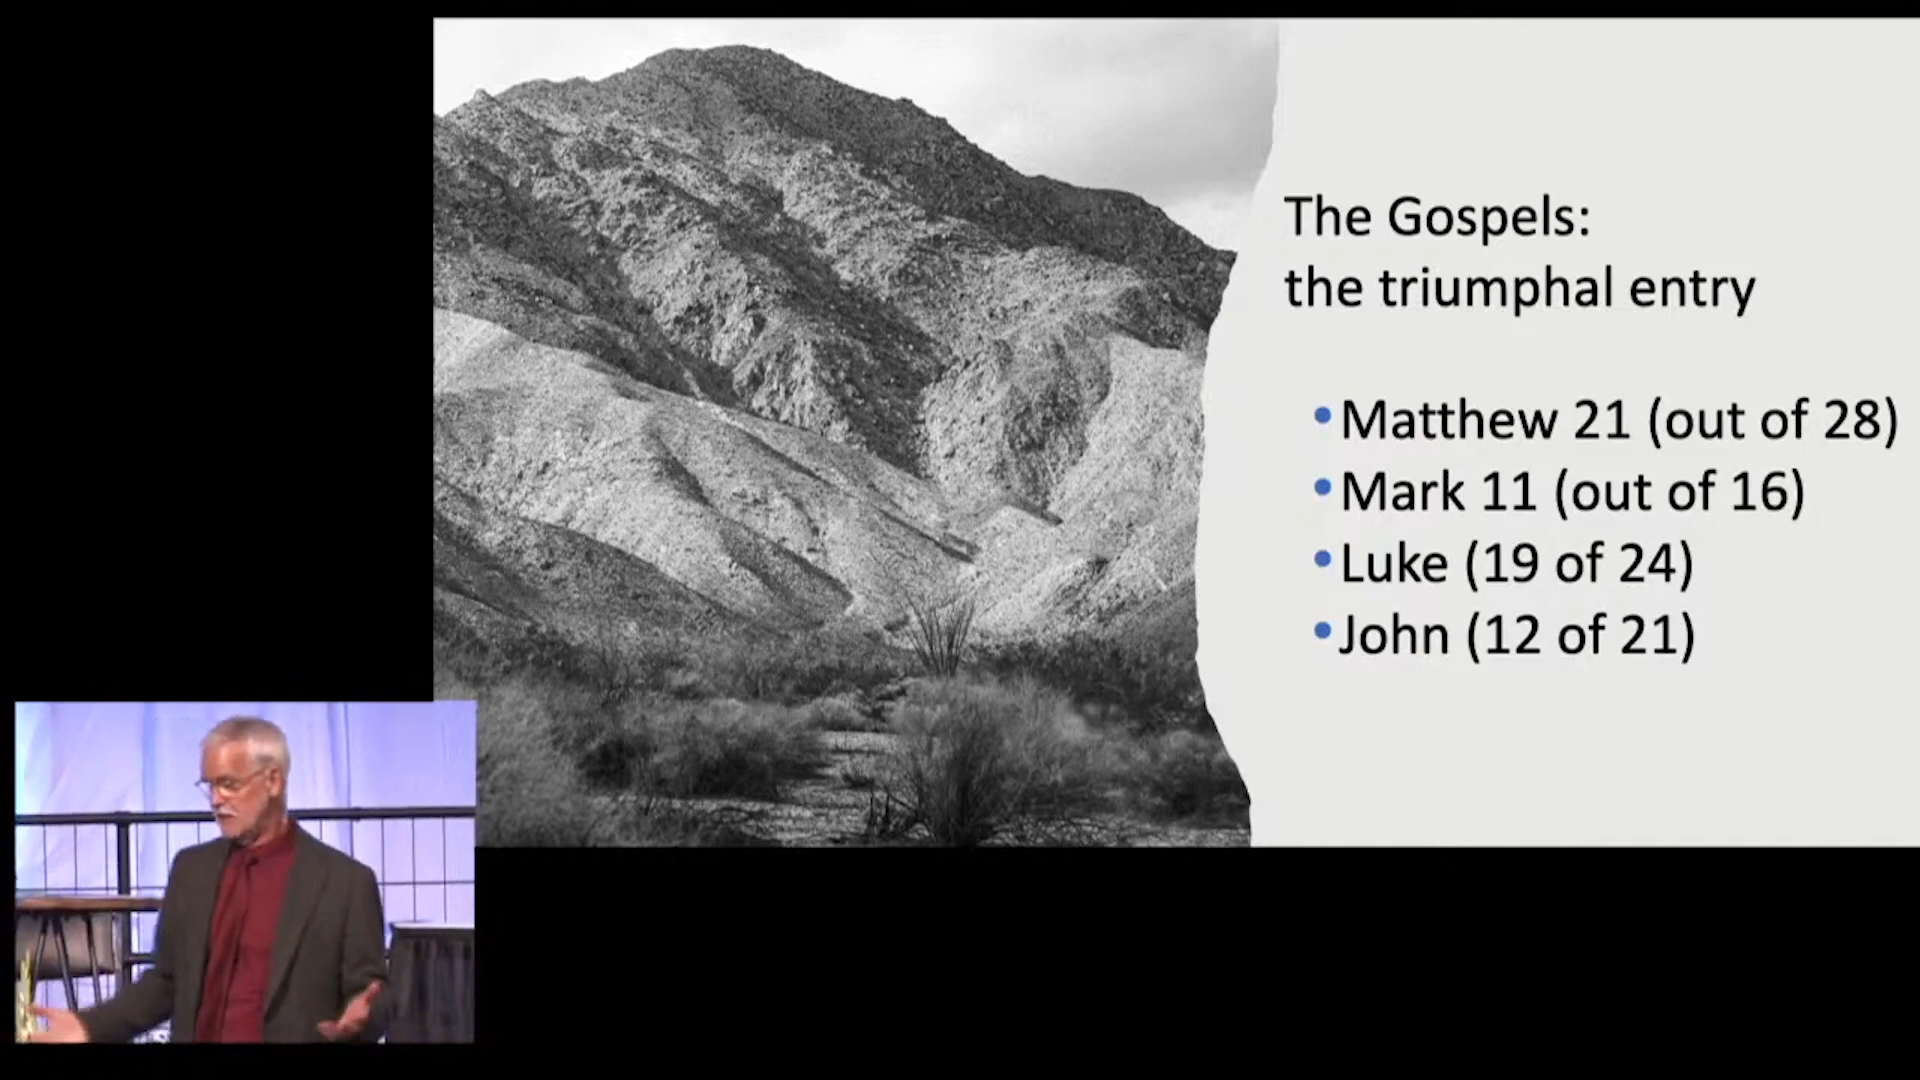 The Gospels:
the triumphal entry
• Matthew 21 (out of 28)
• Mark 11 (out of 16)
• Luke (19 of 24)
• John (12 of 21)